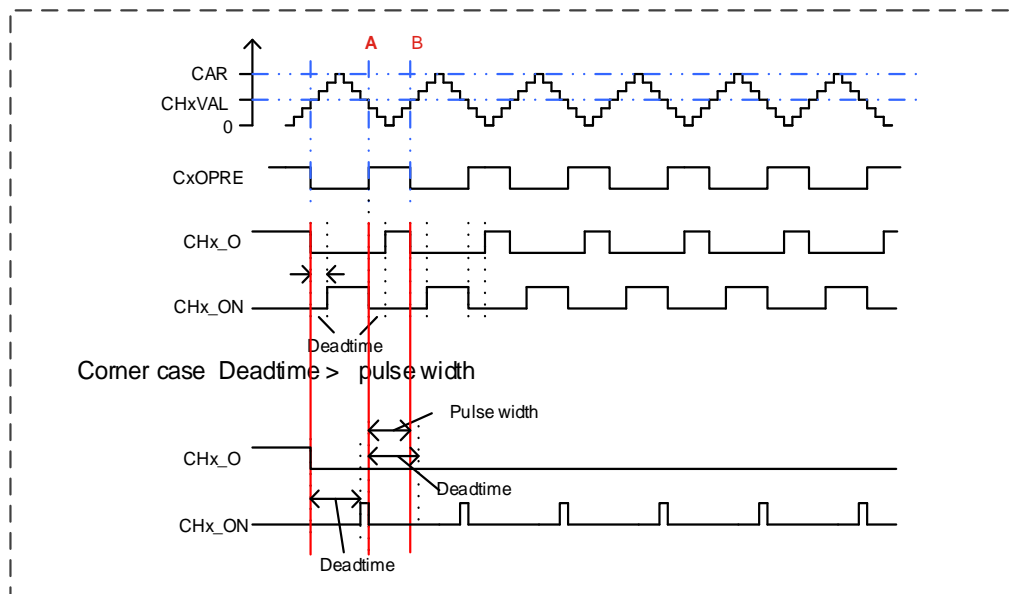 A B
CAR
CHxVAL
0
CxOPRE
CHx_O
CHx_ON
Deadtime
Corner case Deadtime > pulse width
Pulse width
CHx_O
Deadtime
CHx_ON
Deadtime